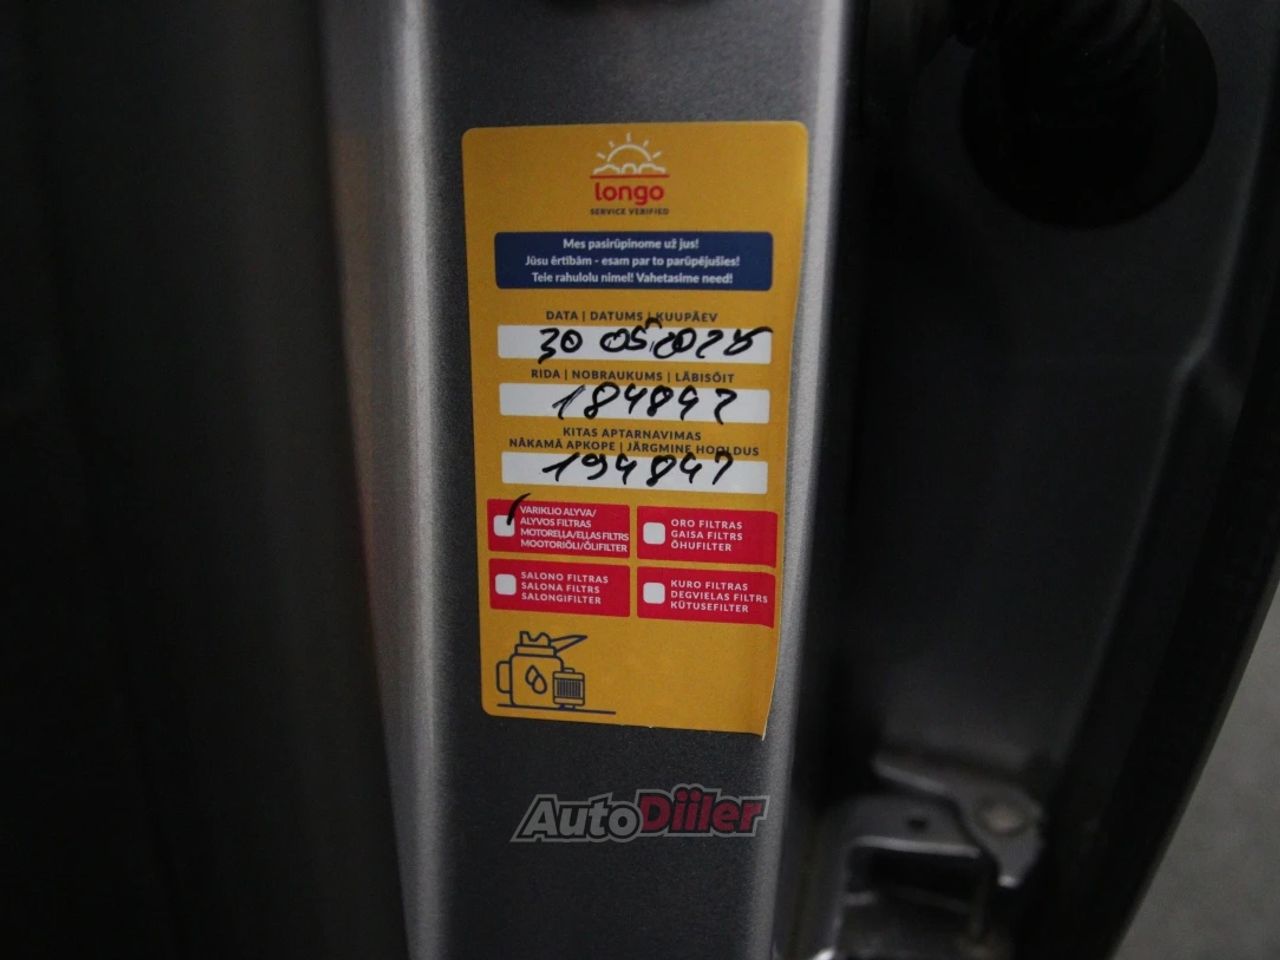 longo
SERVICE VERIFIED
Mes pasirūpinome už jus!
Jūsu ērtībām - esam par to parūpējušies!
Teie rahulolu nimel! Vahetasime need!
DATA | DATUMS | KUUPÄEV
30 05 2025
RIDA | NOBRAUKUMS | LÄBISÕIT
184847
KITAS APTARNAVIMAS
NĀKAMĀ APKOPE | JÄRGMINE HOOLDUS
194847
VARIKLIO ALYVA/
ALYVOS FILTRAS
MOTOREĻĻA/EĻĻAS FILTRS
MOOTORIÕLI/ÕLIFILTER
ORO FILTRAS
GAISA FILTRS
ÕHUFILTER
SALONO FILTRAS
SALONA FILTRS
SALONGIFILTER
KURO FILTRAS
DEGVIELAS FILTRS
KÜTUSEFILTER
AutoDiiler